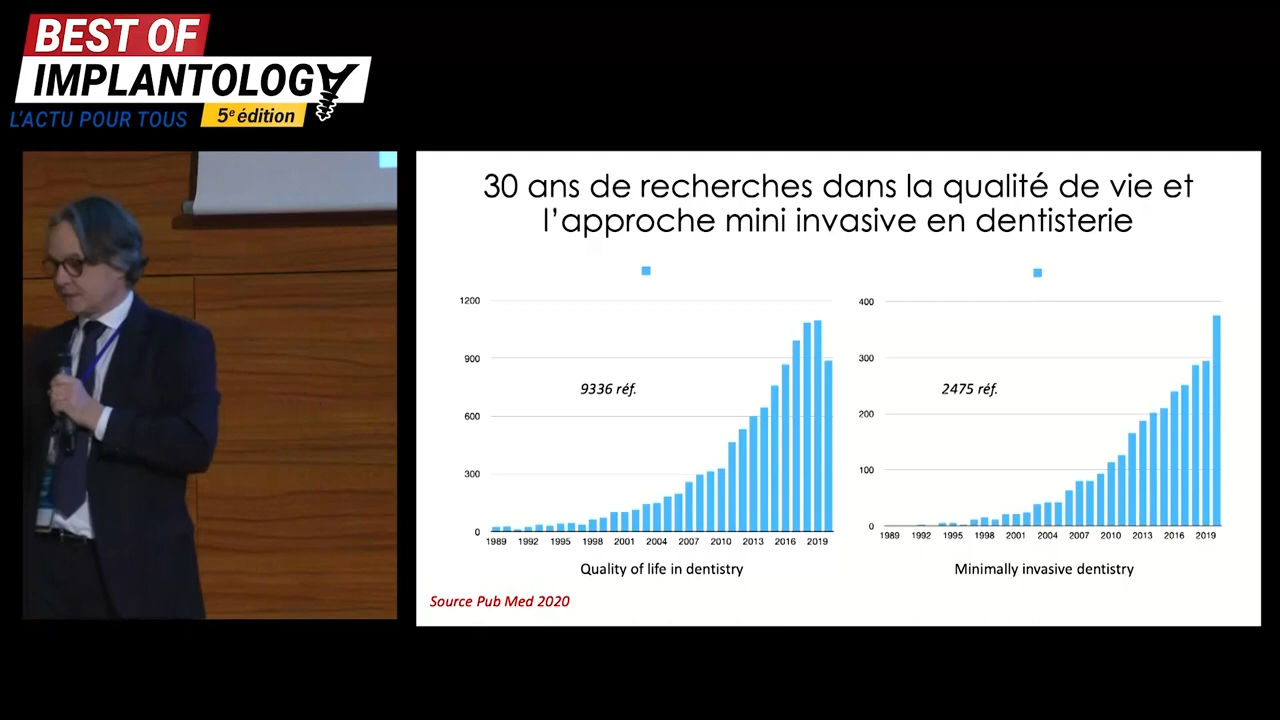 BEST OF
IMPLANTOLOGY
L'ACTU POUR TOUS
5e édition
30 ans de recherches dans la qualité de vie et
l'approche mini invasive en dentisterie
1200
900
600
300
0
9336 réf.
1989 1992 1995 1998 2001 2004 2007 2010 2013 2016 2019
Quality of life in dentistry
400
300
200
100
0
2475 réf.
1989 1992 1995 1998 2001 2004 2007 2010 2013 2016 2019
Minimally invasive dentistry
Source Pub Med 2020